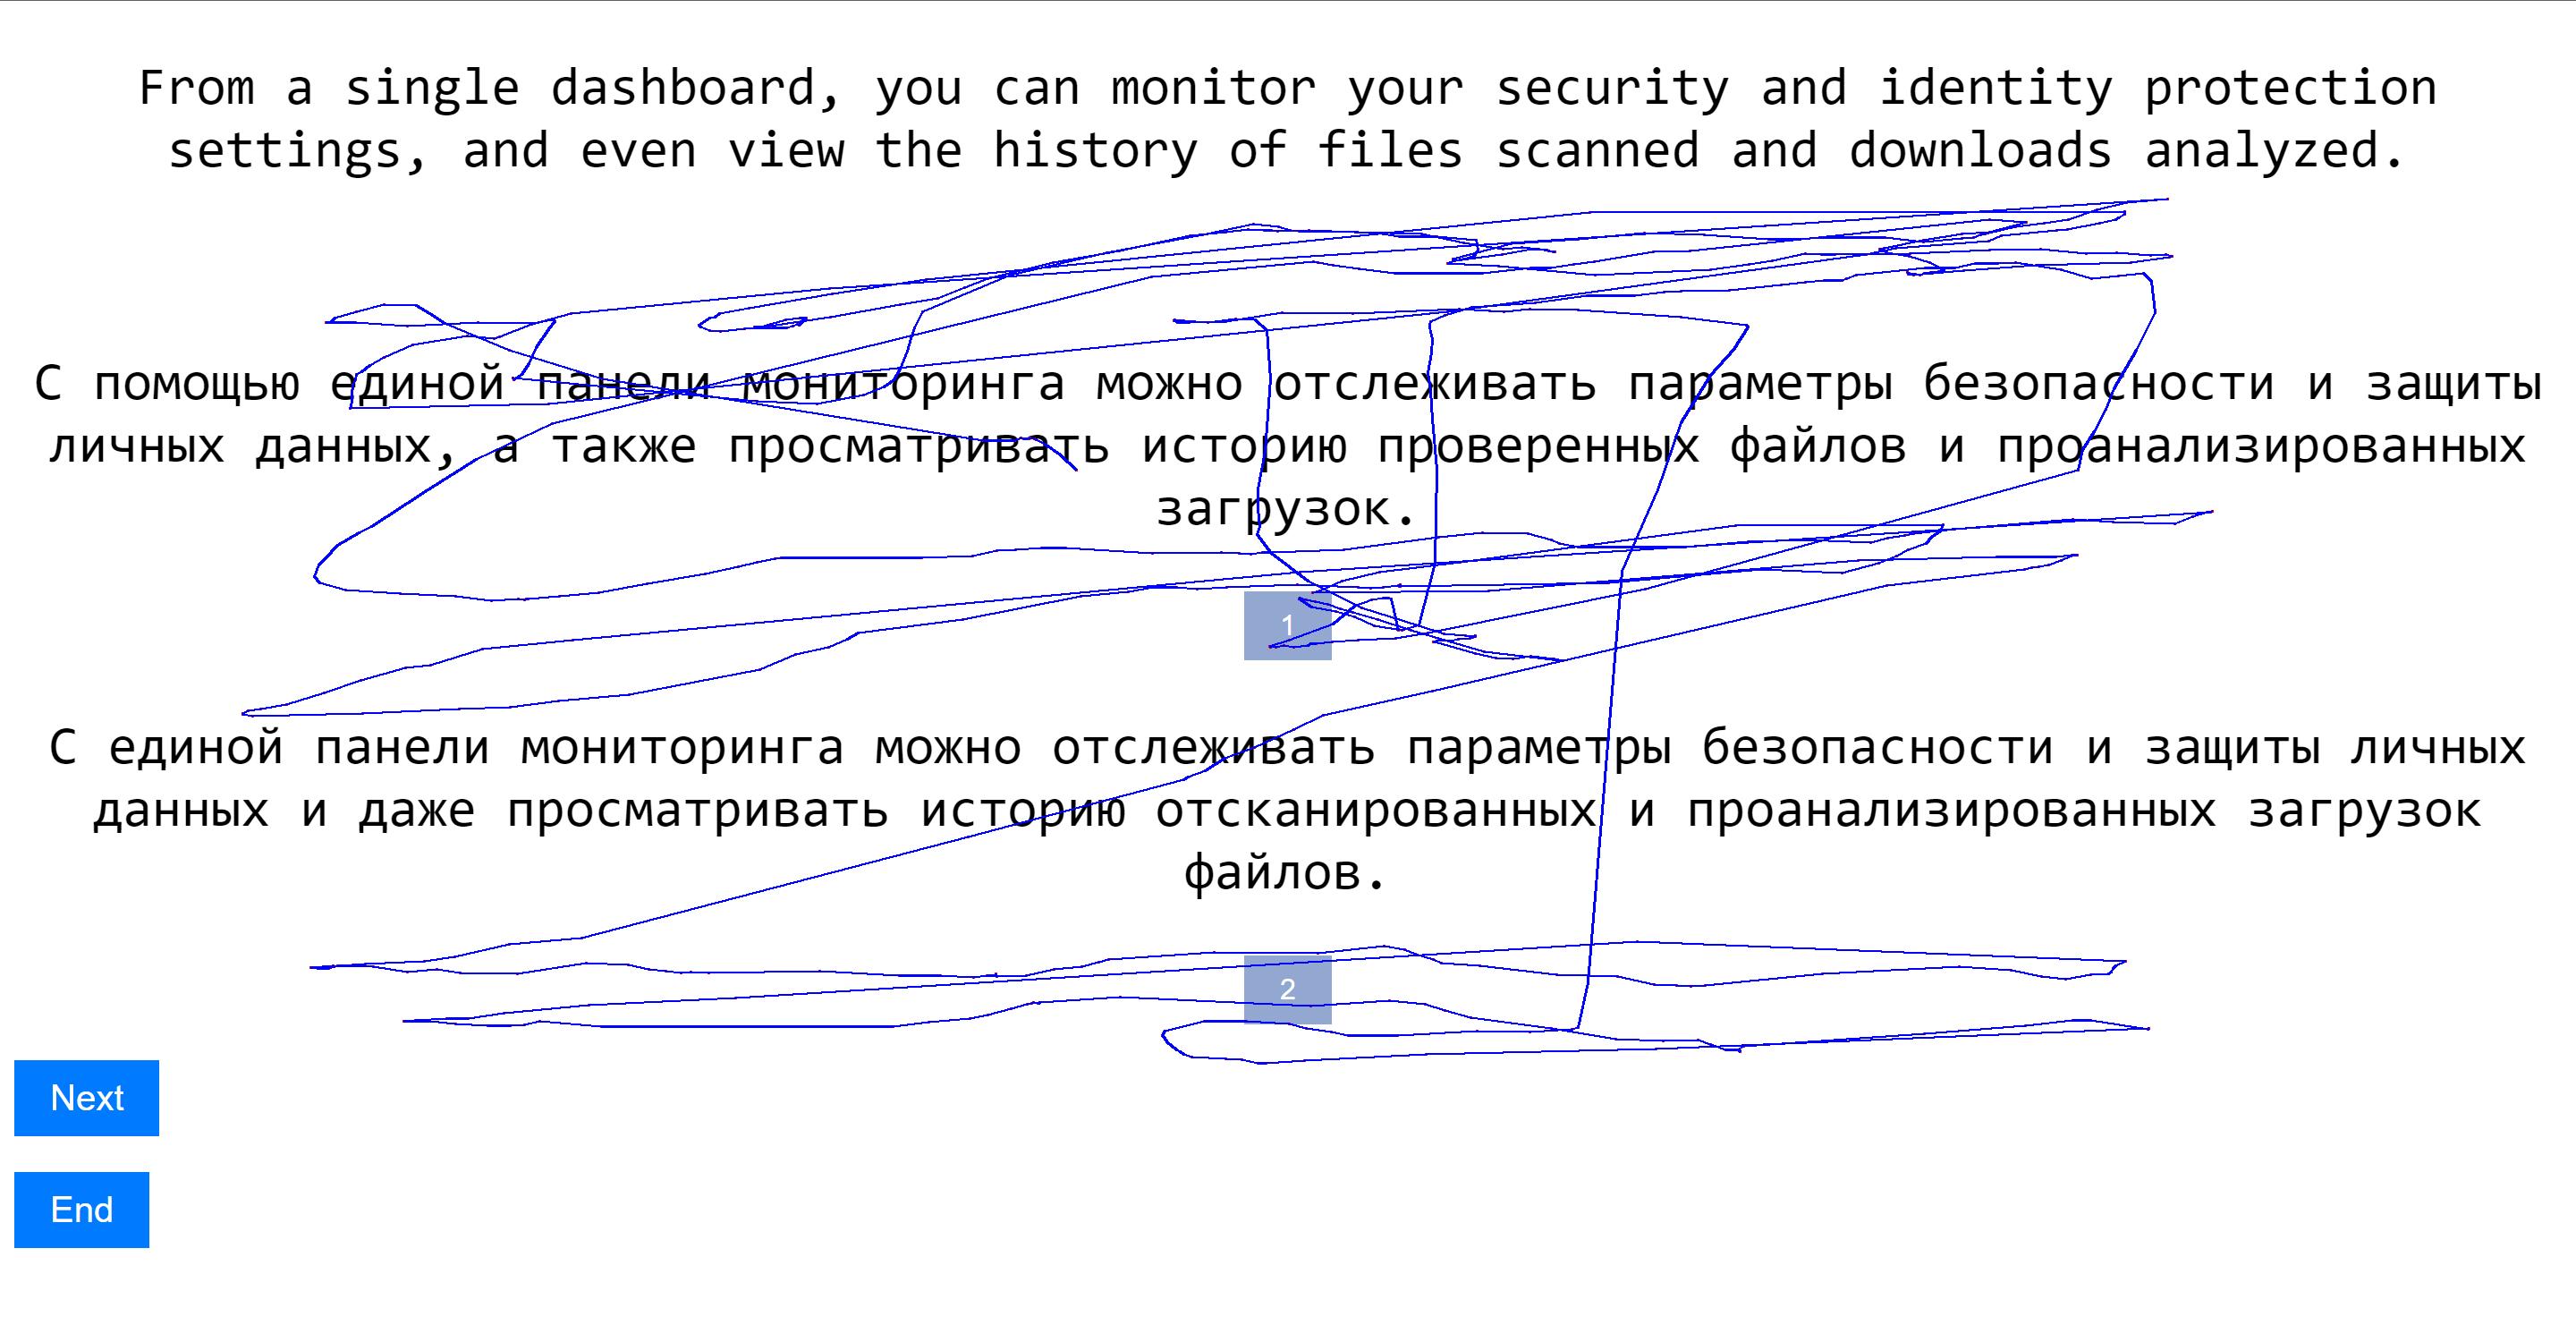 From a single dashboard, you can monitor your security and identity protection
settings, and even view the history of files scanned and downloads analyzed.
С помощью единой панели мониторинга можно отслеживать параметры безопасности и защиты
личных данных, а также просматривать историю проверенных файлов и проанализированных
загрузок.
1
С единой панели мониторинга можно отслеживать параметры безопасности и защиты личных
данных и даже просматривать историю отсканированных и проанализированных загрузок
файлов.
2
Next
End